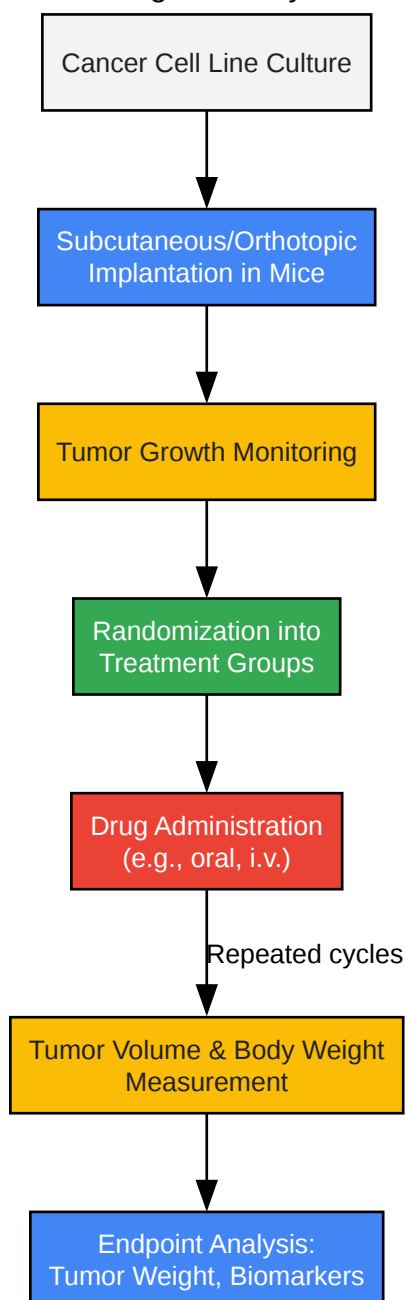 Cancer Cell Line Culture
Subcutaneous/Orthotopic
Implantation in Mice
Tumor Growth Monitoring
Randomization into
Treatment Groups
Drug Administration
(e.g., oral, i.v.)
Repeated cycles
Tumor Volume & Body Weight
Measurement
Endpoint Analysis:
Tumor Weight, Biomarkers